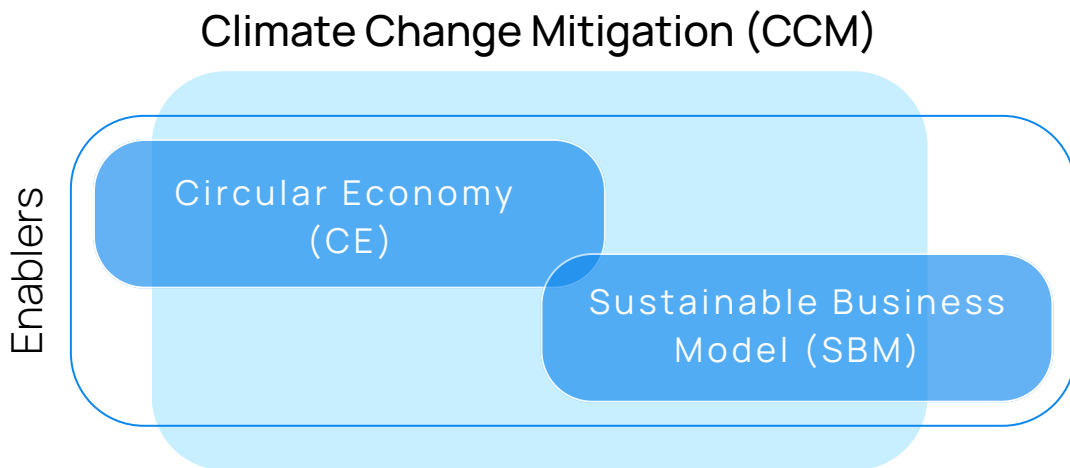 Climate Change Mitigation (CCM)
Enablers
Circular Economy
(CE)
Sustainable Business
Model (SBM)